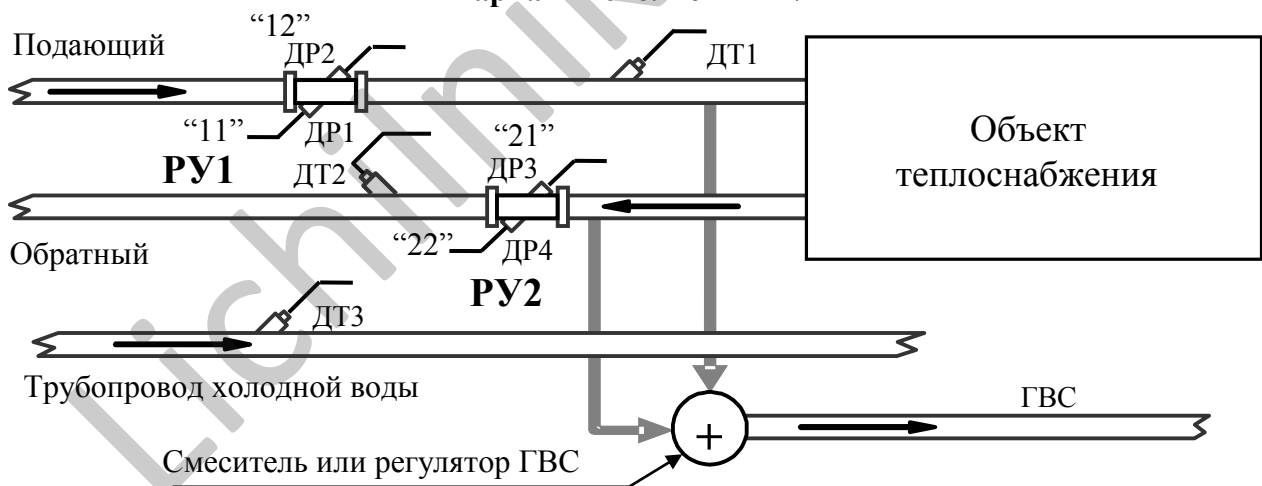 “12”
Подающий
ДР2
ДТ1
“11”
ДР1
“21”
Объект
теплоснабжения
РУ1
ДТ2
ДР3
“22”
ДР4
Обратный
РУ2
ДТ3
Трубопровод холодной воды
ГВС
+
Смеситель или регулятор ГВС